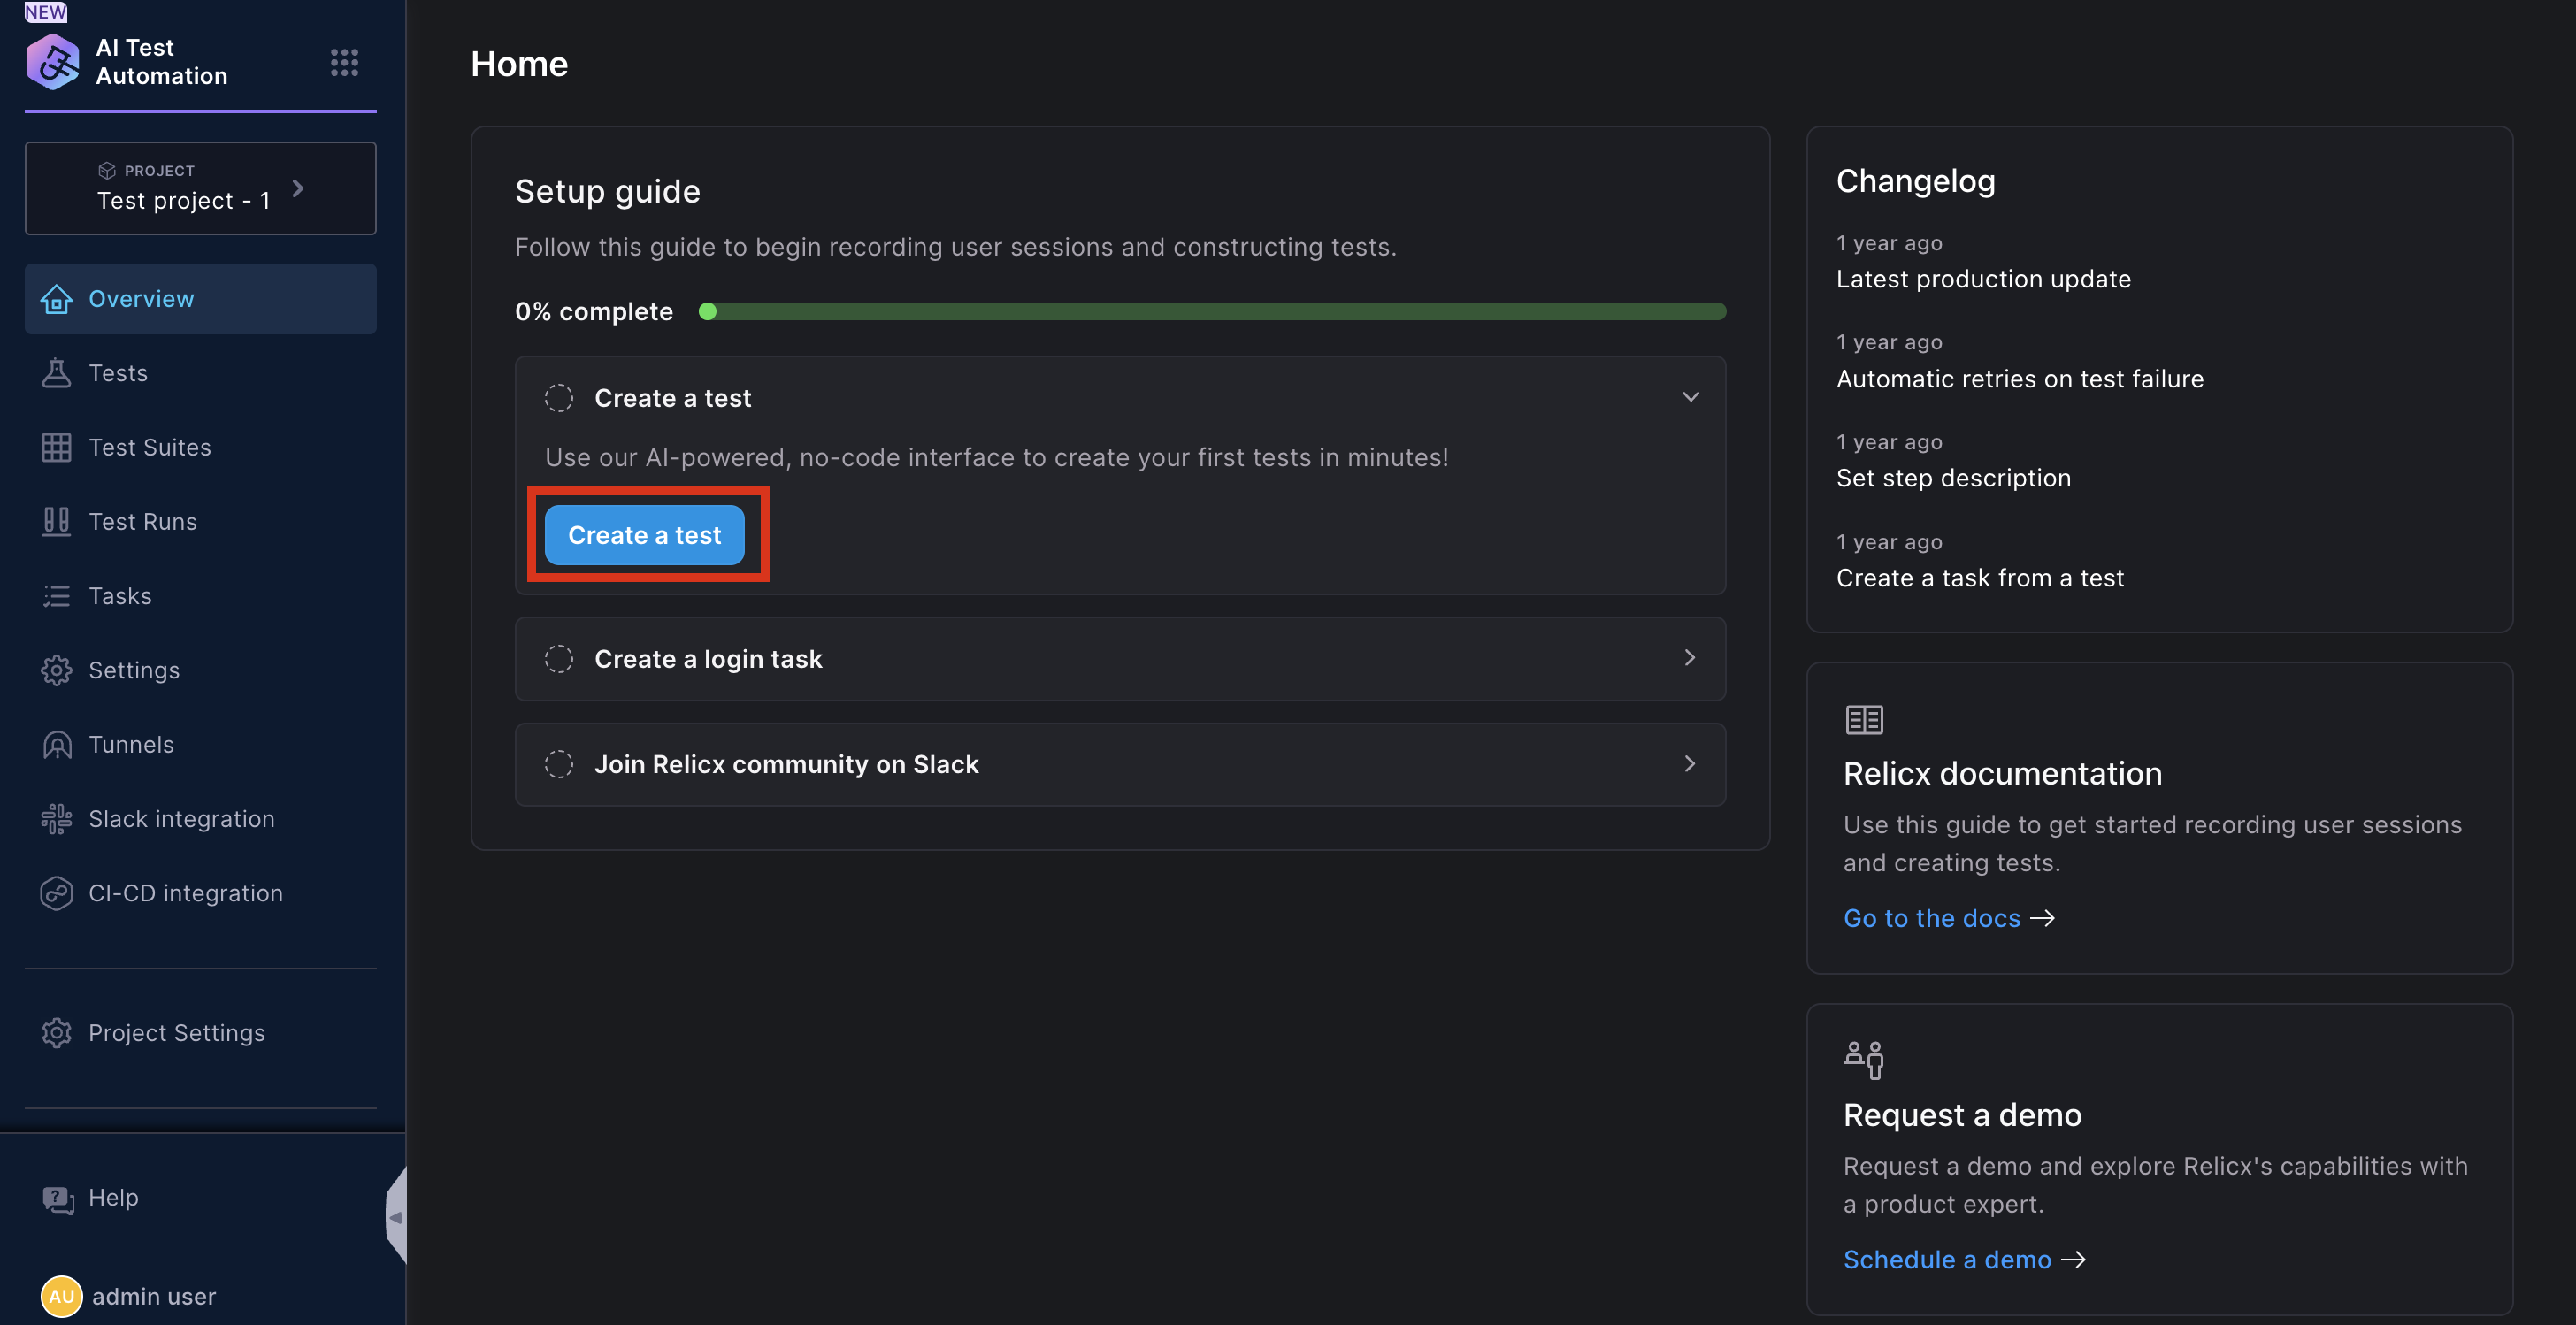 NEW
AI Test
Automation
PROJECT
Test project - 1
Overview
Tests
Test Suites
Test Runs
Tasks
Settings
Tunnels
Slack integration
CI-CD integration
Project Settings
Help
AU admin user
Home
Setup guide
Follow this guide to begin recording user sessions and constructing tests.
0% complete
Create a test
Use our AI-powered, no-code interface to create your first tests in minutes!
Create a test
Create a login task
Join Relicx community on Slack
Changelog
1 year ago
Latest production update
1 year ago
Automatic retries on test failure
1 year ago
Set step description
1 year ago
Create a task from a test
Relicx documentation
Use this guide to get started recording user sessions
and creating tests.
Go to the docs →
Request a demo
Request a demo and explore Relicx's capabilities with
a product expert.
Schedule a demo →